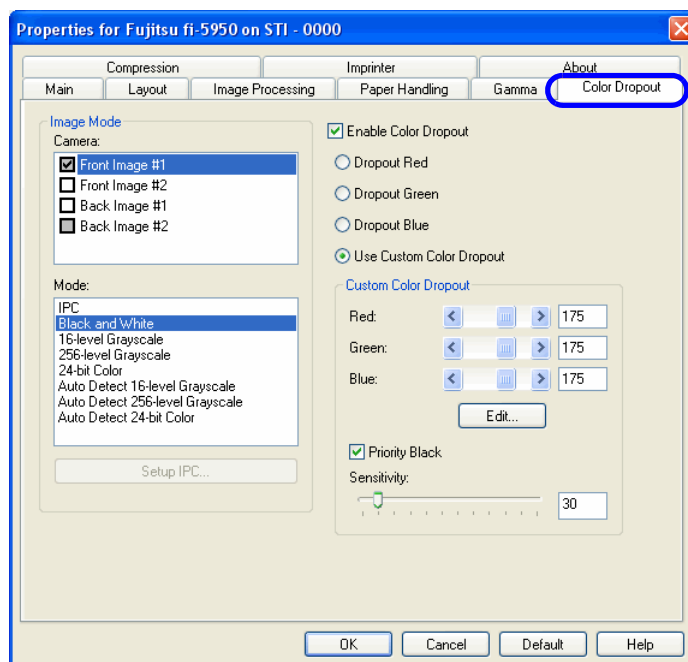 Properties for Fujitsu fi-5950 on STI - 0000
Compression
Imprinter
About
Main
Layout
Image Processing
Paper Handling
Gamma
Color Dropout
Image Mode
Camera:
Front Image #1
Front Image #2
Back Image #1
Back Image #2
Mode:
IPC
Black and White
16-level Grayscale
256-level Grayscale
24-bit Color
Auto Detect 16-level Grayscale
Auto Detect 256-level Grayscale
Auto Detect 24-bit Color
Setup IPC...
Enable Color Dropout
Dropout Red
Dropout Green
Dropout Blue
Use Custom Color Dropout
Custom Color Dropout
Red: 175
Green: 175
Blue: 175
Edit...
Priority Black
Sensitivity:
30
OK
Cancel
Default
Help